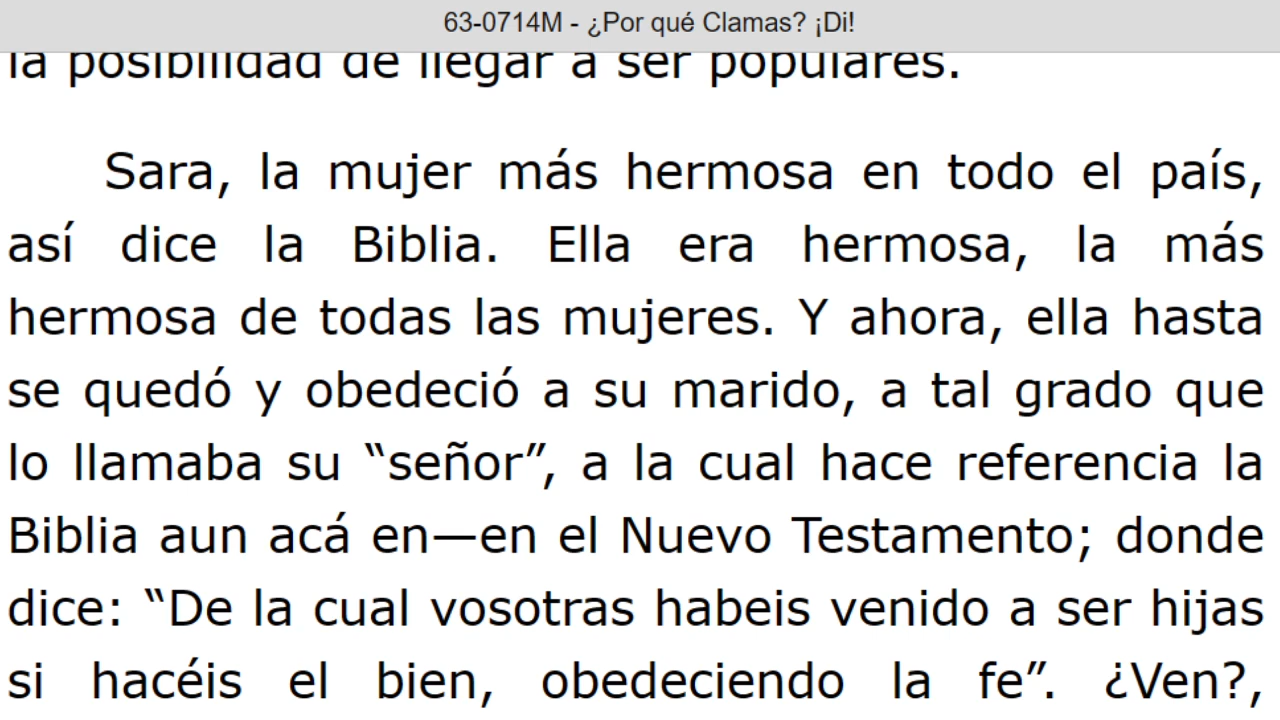 63-0714M - ¿Por qué Clamas? ¡Di!
la posibilidad de llegar a ser populares.
Sara, la mujer más hermosa en todo el país,
así dice la Biblia. Ella era hermosa, la más
hermosa de todas las mujeres. Y ahora, ella hasta
se quedó y obedeció a su marido, a tal grado que
lo llamaba su “señor”, a la cual hace referencia la
Biblia aun acá en—en el Nuevo Testamento; donde
dice: “De la cual vosotras habeis venido a ser hijas
si hacéis el bien, obedeciendo la fe”. ¿Ven?,